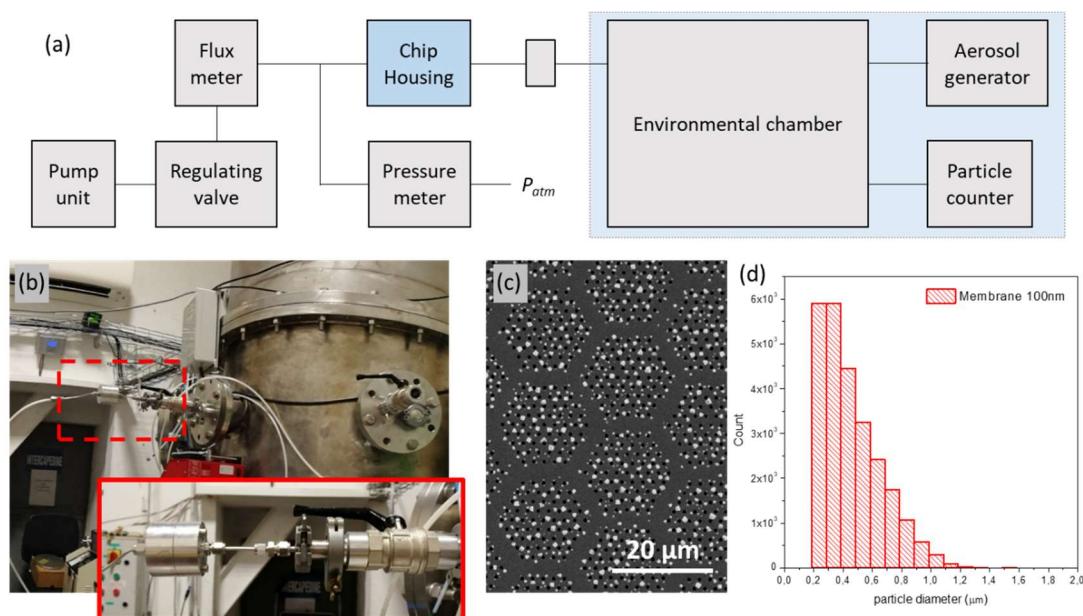 (a)
Flux
meter
Chip
Housing
Environmental chamber
Aerosol
generator
Pump
unit
Regulating
valve
Pressure
meter
Patm
Particle
counter
(b)
INTERCAPEDINE
(c)
20 µm
(d)
Membrane 100nm
6x10³
5x10³
4x10³
3x10³
2x10³
1x10³
0
Count
0,0 0,2 0,4 0,6 0,8 1,0 1,2 1,4 1,6 1,8 2,0
particle diameter (µm)